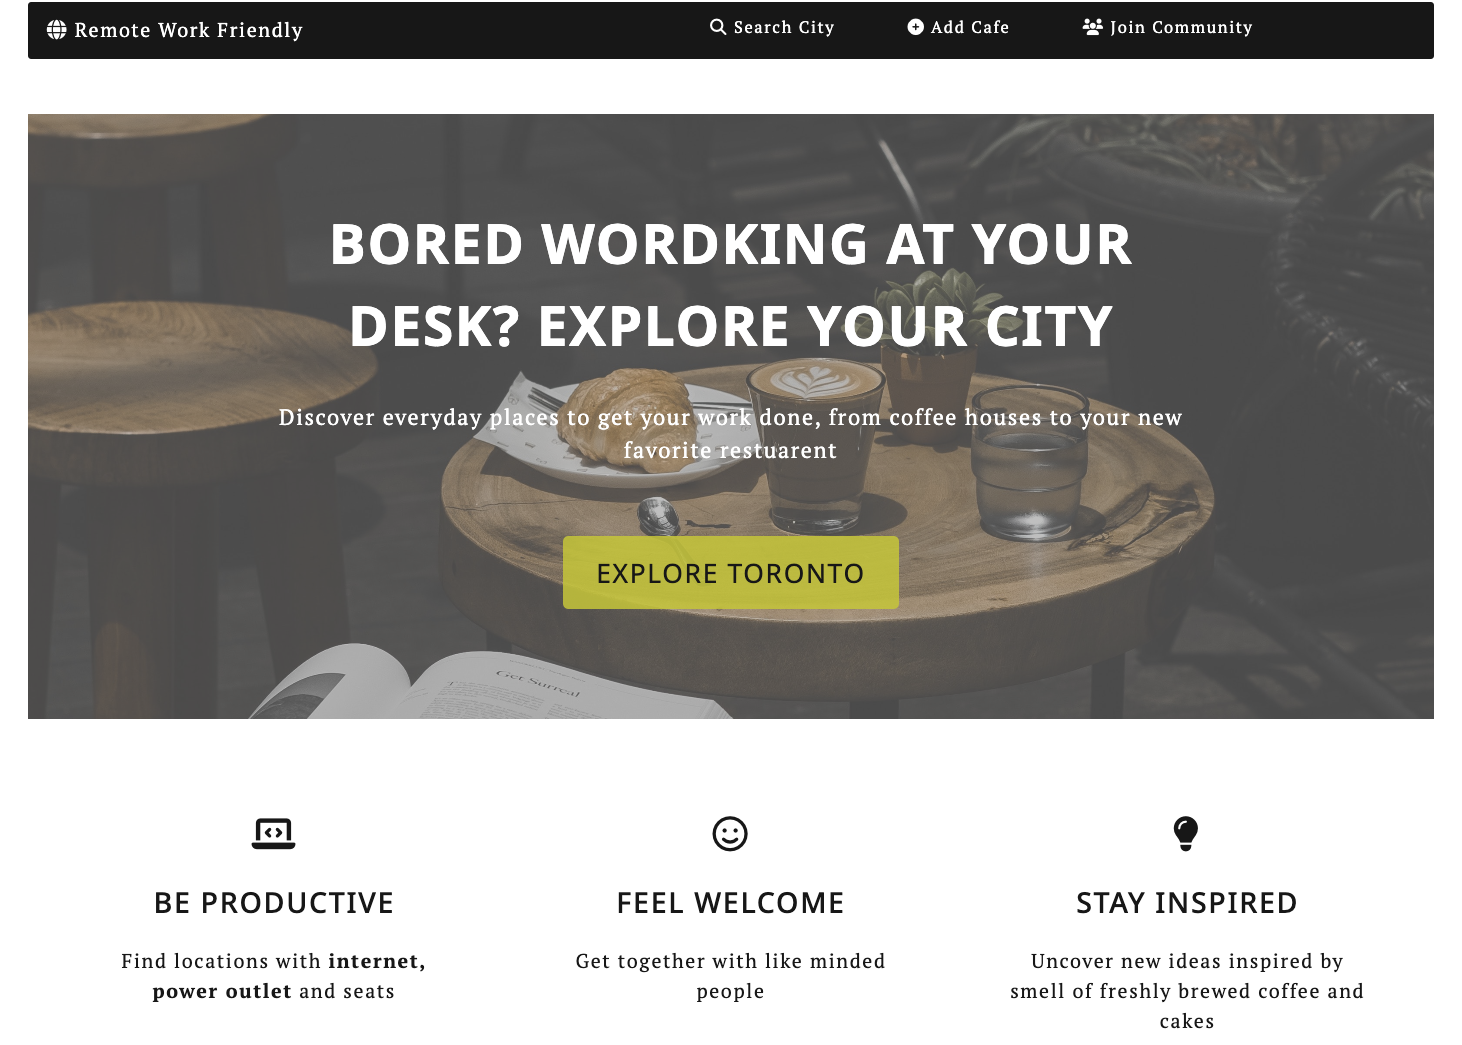 Remote Work Friendly
Search City
Add Cafe
Join Community
BORED WORDKING AT YOUR
DESK? EXPLORE YOUR CITY
Discover everyday places to get your work done, from coffee houses to your new
favorite restuarent
EXPLORE TORONTO
Get Surreal
BE PRODUCTIVE
Find locations with internet,
power outlet and seats
FEEL WELCOME
Get together with like minded
people
STAY INSPIRED
Uncover new ideas inspired by
smell of freshly brewed coffee and
cakes